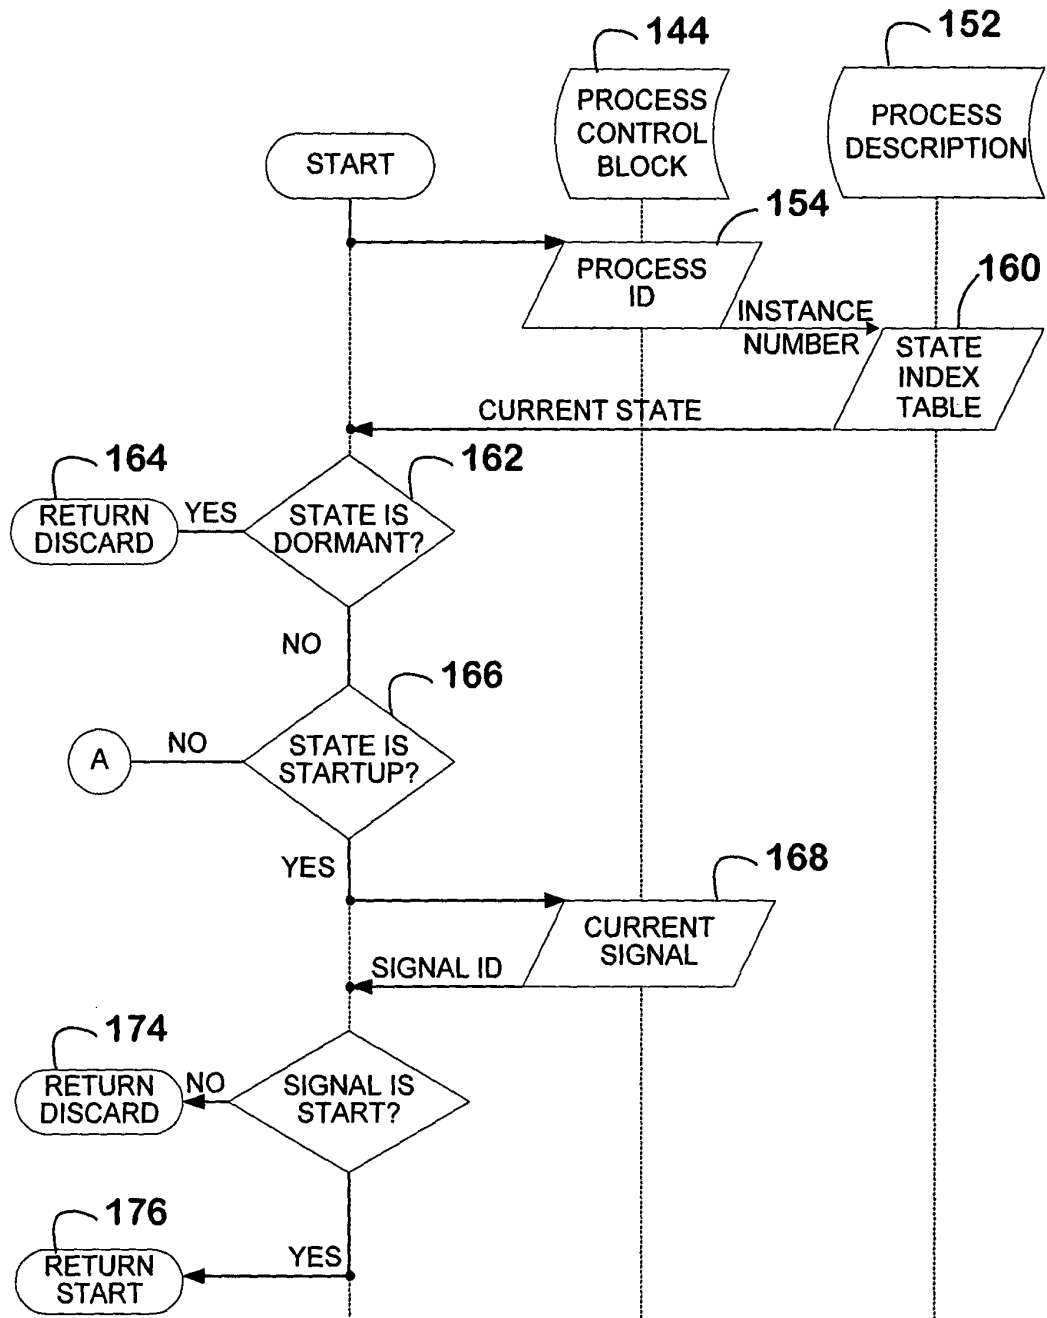 144
152
PROCESS
CONTROL
BLOCK
PROCESS
DESCRIPTION
START
154
PROCESS
ID
160
INSTANCE
NUMBER
STATE
INDEX
TABLE
CURRENT STATE
164
162
RETURN
DISCARD
YES
STATE IS
DORMANT?
NO
166
A
NO
STATE IS
STARTUP?
YES
168
CURRENT
SIGNAL
SIGNAL ID
174
RETURN
DISCARD
NO
SIGNAL IS
START?
176
RETURN
START
YES